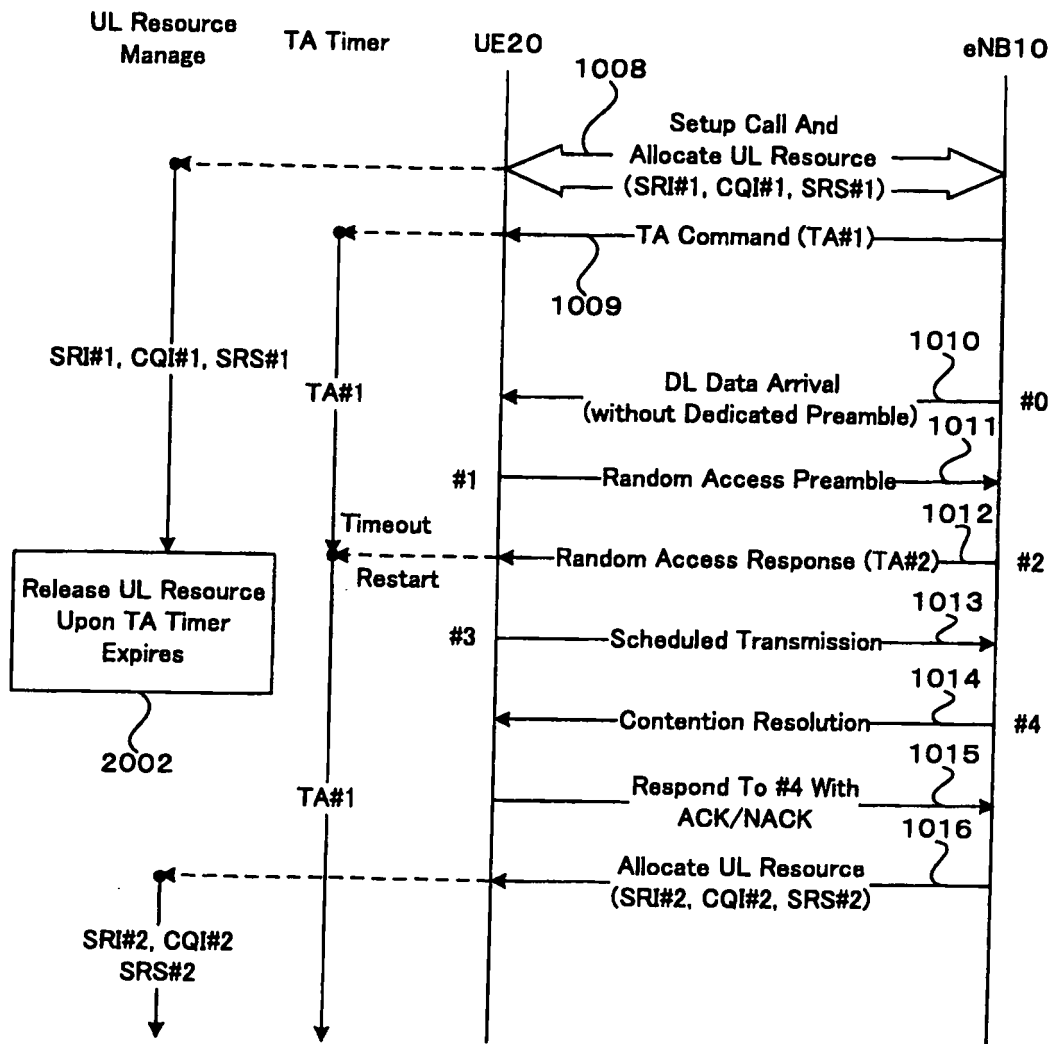 UL Resource
Manage
TA Timer
UE20
eNB10
1008
Setup Call And
Allocate UL Resource
(SRI#1, CQI#1, SRS#1)
TA Command (TA#1)
1009
SRI#1, CQI#1, SRS#1
TA#1
1010
DL Data Arrival
(without Dedicated Preamble)
#0
1011
#1
Random Access Preamble
Timeout
1012
Random Access Response (TA#2)
#2
Restart
Release UL Resource
Upon TA Timer
Expires
1013
#3
Scheduled Transmission
1014
Contention Resolution
#4
2002
1015
TA#1
Respond To #4 With
ACK/NACK
1016
Allocate UL Resource
(SRI#2, CQI#2, SRS#2)
SRI#2, CQI#2
SRS#2